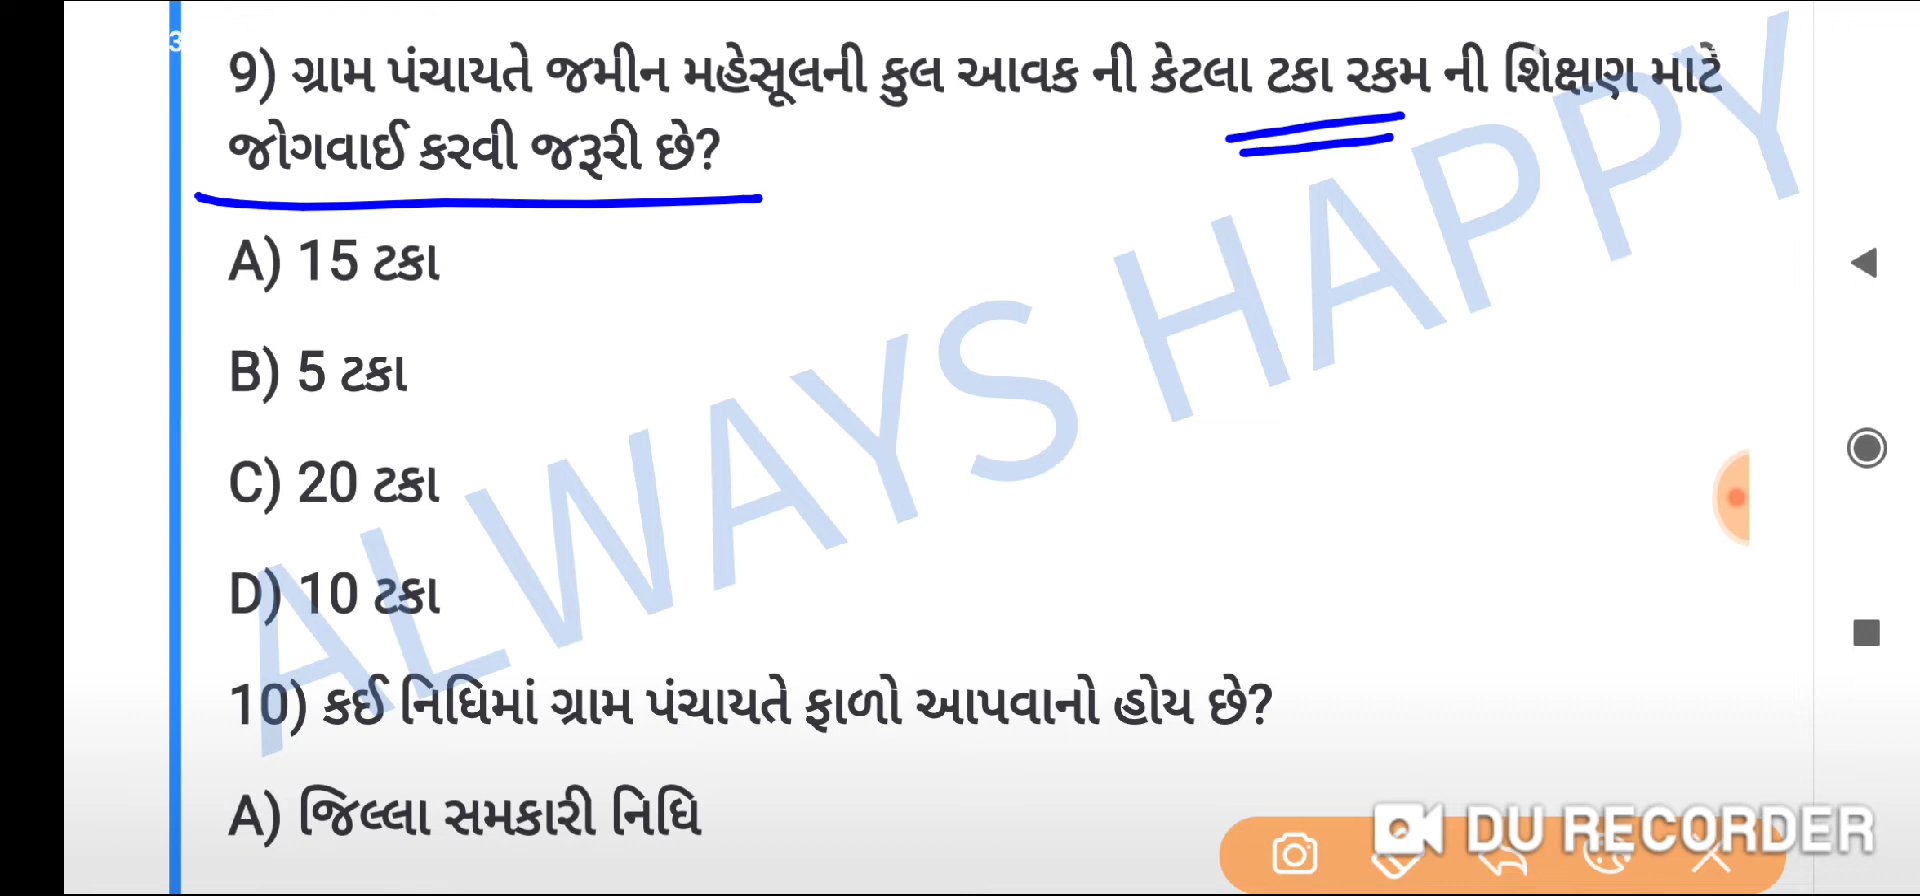 3
9) ગ્રામ પંચાયતે જમીન મહેસૂલની કુલ આવક ની કેટલા ટકા રકમ ની શિક્ષણ માટે
જોગવાઈ કરવી જરૂરી છે?
A) 15 ટકા
B) 5 ટકા
C) 20 ટકા
D) 10 ટકા
10) કઈ નિધિમાં ગ્રામ પંચાયતે ફાળો આપવાનો હોય છે?
A) જિલ્લા સમકારી નિધિ
ALWAYS HAPPY
DU RECORDER